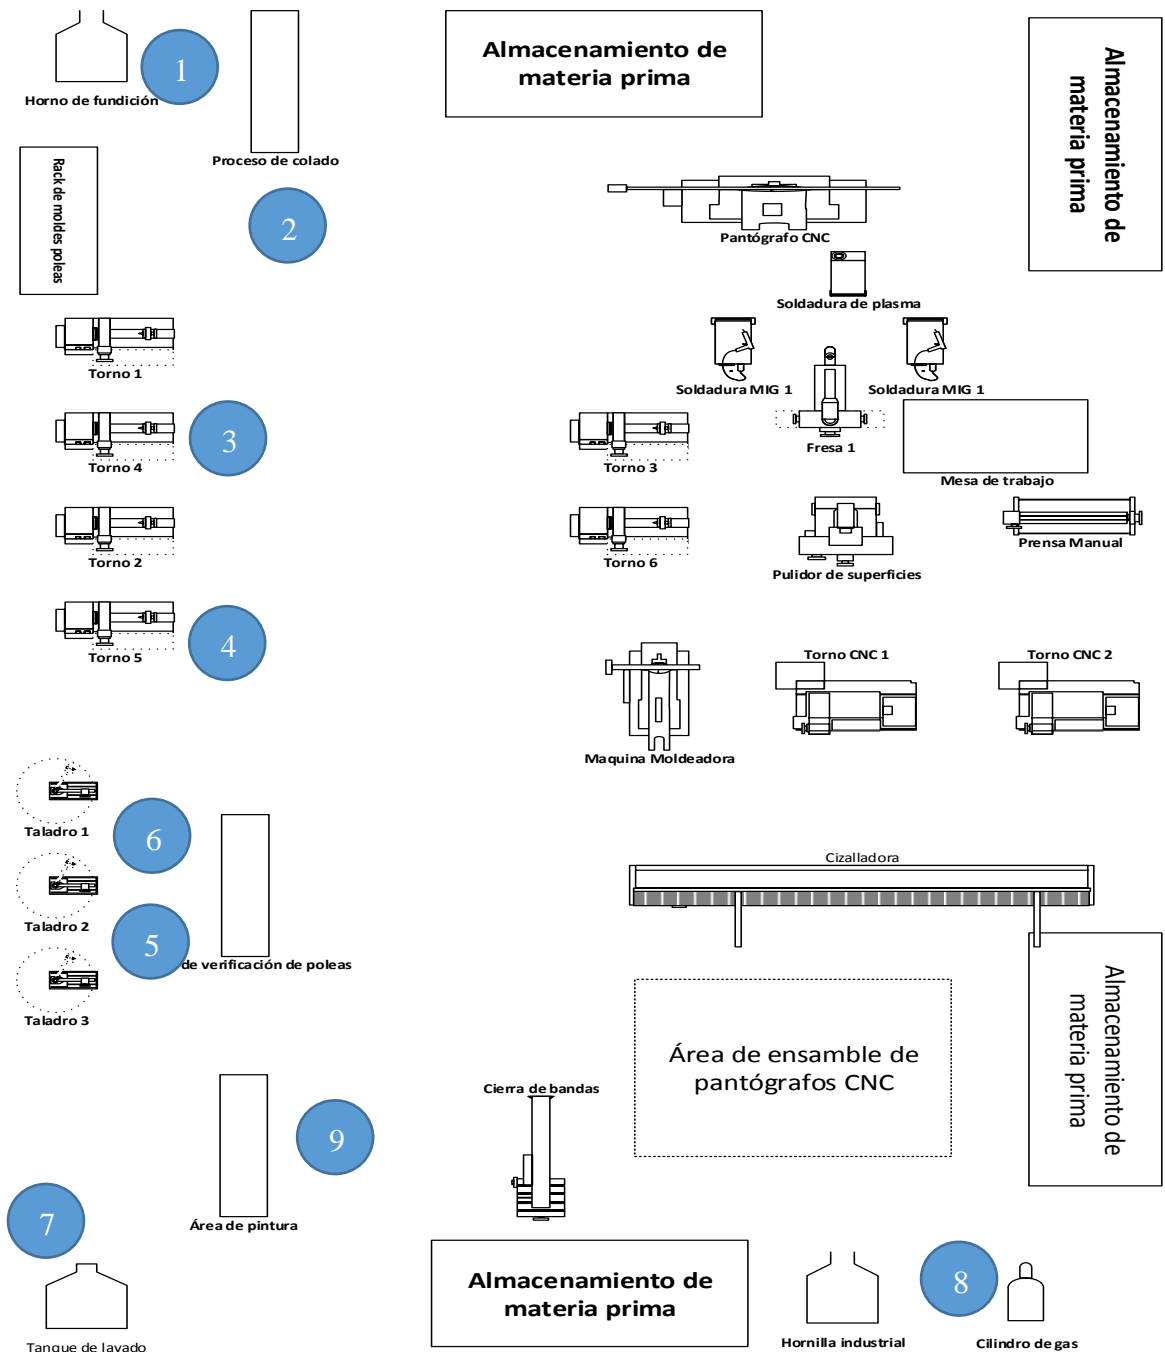 1
Horno de fundición
Proceso de colado
Almacenamiento de
materia prima
Almacenamiento de
materia prima
Rack de moldes poleas
2
Pantógrafo CNC
Soldadura de plasma
Soldadura MIG 1
Soldadura MIG 1
Torno 1
Torno 4
3
Torno 3
Fresa 1
Mesa de trabajo
Torno 2
Torno 6
Pulidor de superficies
Prensa Manual
Torno 5
4
Torno CNC 1
Torno CNC 2
Maquina Moldeadora
Taladro 1
6
Cizalladora
Taladro 2
5
de verificación de poleas
Taladro 3
Área de ensamble de
pantógrafos CNC
Almacenamiento de
materia prima
Cierra de bandas
9
Área de pintura
7
Tanque de lavado
Almacenamiento de
materia prima
8
Hornilla industrial
Cilindro de gas